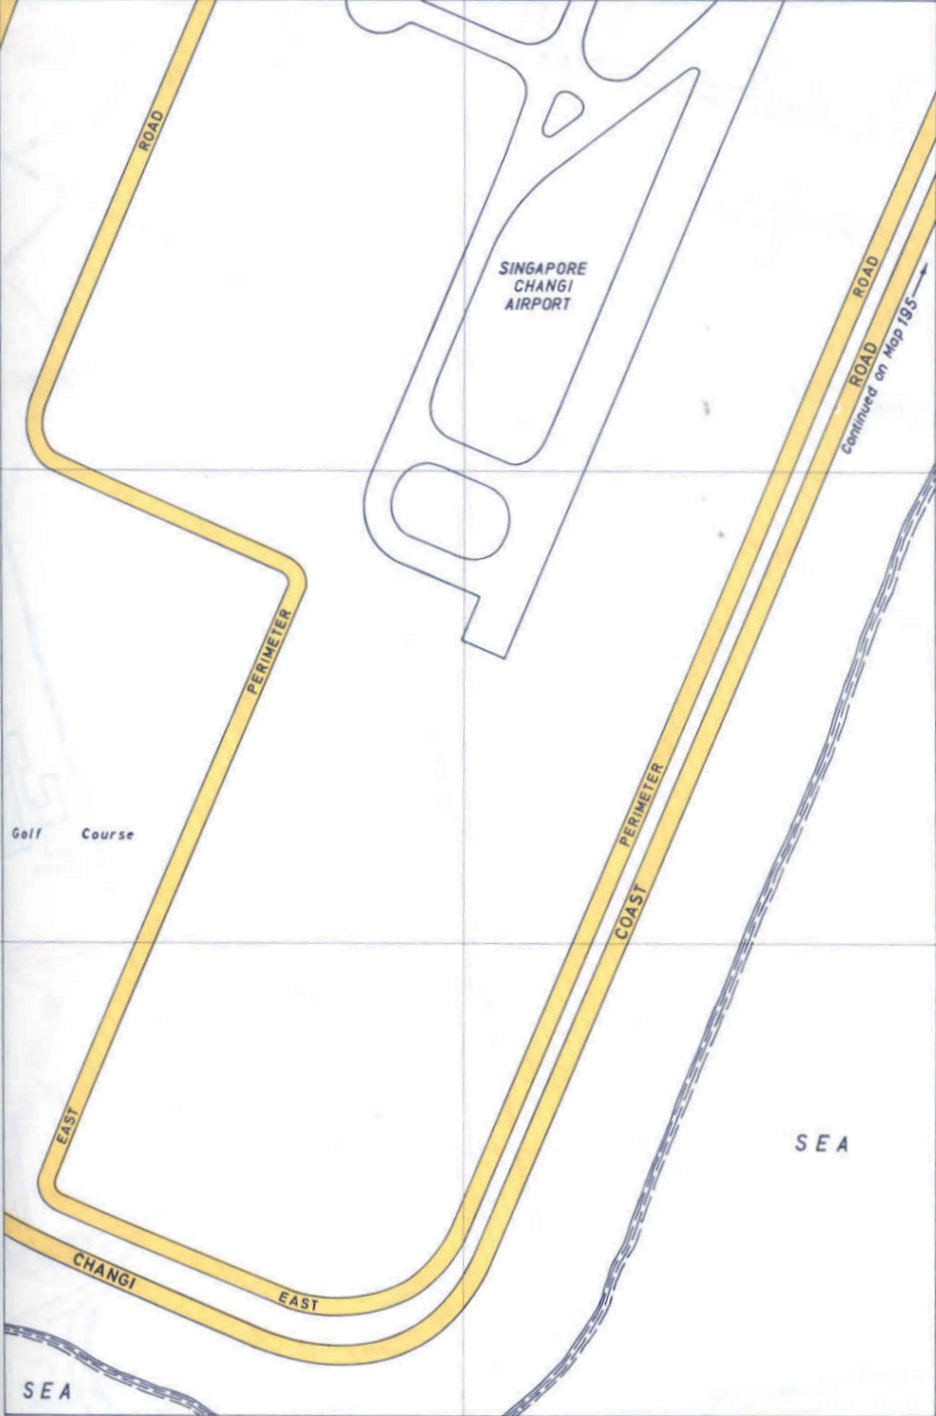 ROAD
SINGAPORE
CHANGI
AIRPORT
ROAD
ROAD
Continued on Map 195
PERIMETER
PERIMETER
Golf Course
COAST
EAST
SEA
CHANGI
EAST
SEA